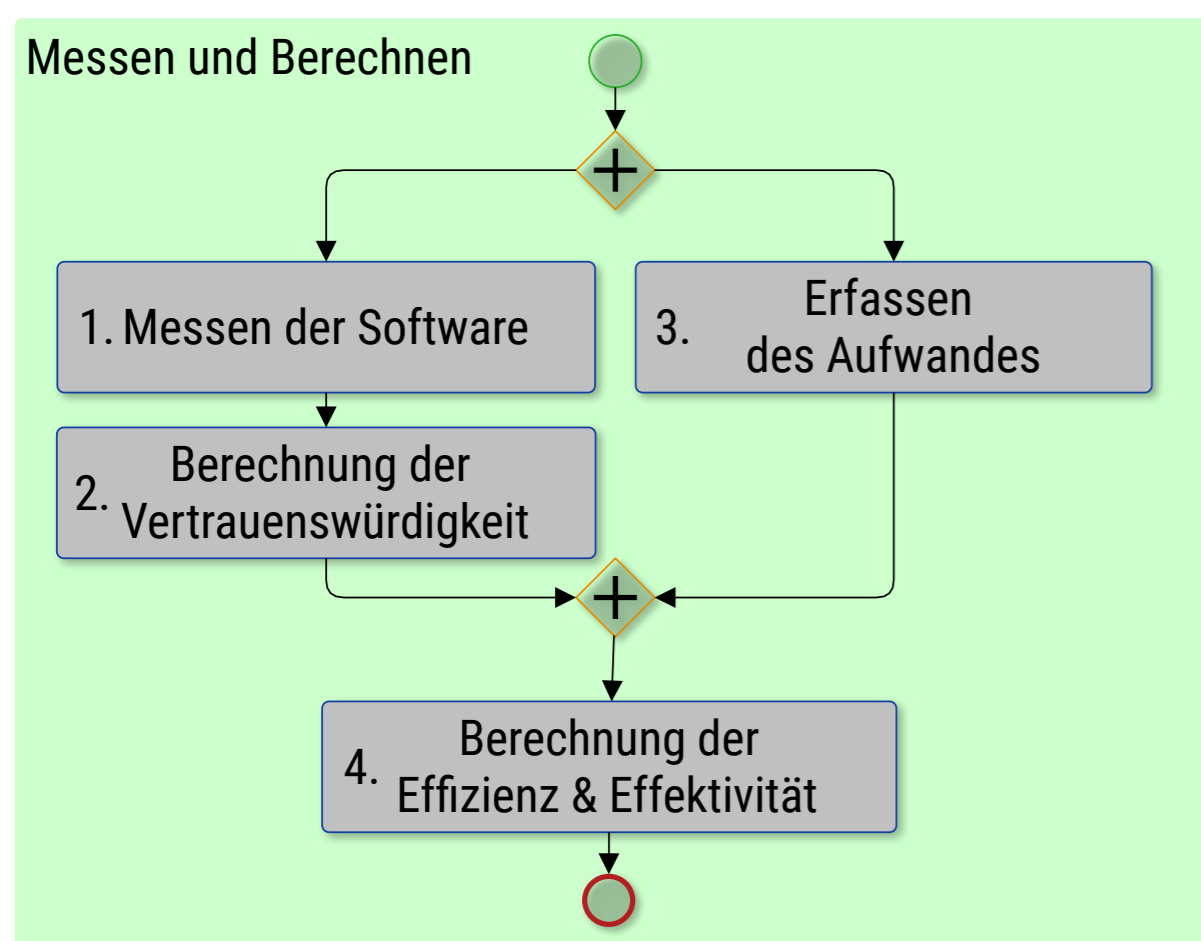 Messen und Berechnen
1. Messen der Software
3. Erfassen
des Aufwandes
2. Berechnung der
Vertrauenswürdigkeit
4. Berechnung der
Effizienz & Effektivität